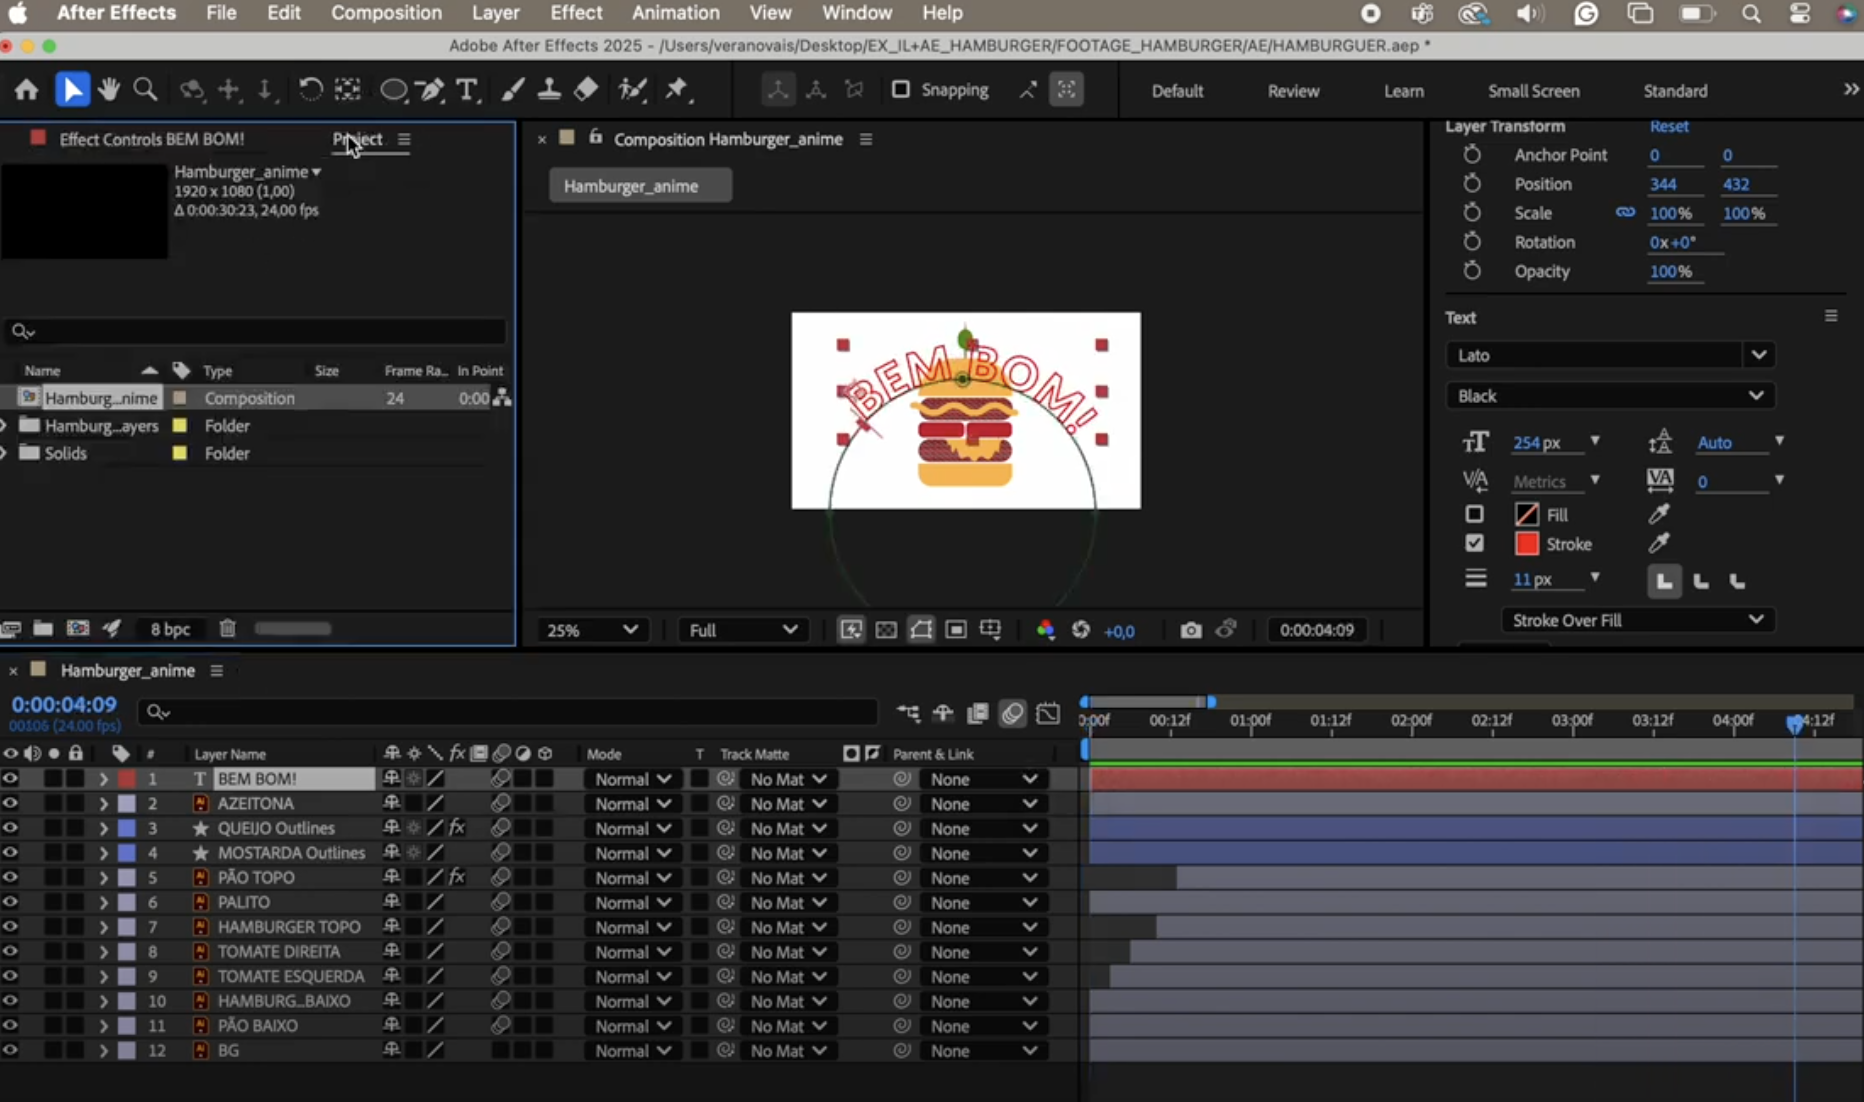 After Effects File Edit Composition Layer Effect Animation View Window Help
Adobe After Effects 2025 - /Users/veranovais/Desktop/EX_IL+AE_HAMBURGER/FOOTAGE_HAMBURGER/AE/HAMBURGUER.aep *
Snapping Default Review Learn Small Screen Standard
Effect Controls BEM BOM! Project
Hamburger_anime
1920 x 1080 (1,00)
Δ 0:00:30:23, 24,00 fps
Name Type Size Frame Ra... In Point
Hamburg...nime Composition 24 0:00
Hamburg...ayers Folder
Solids Folder
8 bpc
Composition Hamburger_anime
Hamburger_anime
BEM BOM!
25% Full +0,0 0:00:04:09
Layer Transform Reset
Anchor Point 0 0
Position 344 432
Scale 100% 100%
Rotation 0x+0°
Opacity 100%
Text
Lato
Black
254 px Auto
Metrics 0
Fill
Stroke
11 px
Stroke Over Fill
Hamburger_anime
0:00:04:09
00106 (24.00 fps)
0:00f 00:12f 01:00f 01:12f 02:00f 02:12f 03:00f 03:12f 04:00f 04:12f
# Layer Name Mode T Track Matte Parent & Link
1 T BEM BOM! Normal No Mat None
2 AZEITONA Normal No Mat None
3 QUEIJO Outlines Normal No Mat None
4 MOSTARDA Outlines Normal No Mat None
5 PÃO TOPO Normal No Mat None
6 PALITO Normal No Mat None
7 HAMBURGER TOPO Normal No Mat None
8 TOMATE DIREITA Normal No Mat None
9 TOMATE ESQUERDA Normal No Mat None
10 HAMBURG...BAIXO Normal No Mat None
11 PÃO BAIXO Normal No Mat None
12 BG Normal No Mat None